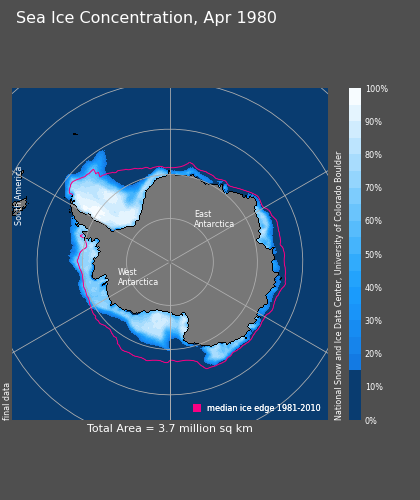 Sea Ice Concentration, Apr 1980
South America
East
Antarctica
West
Antarctica
final data
median ice edge 1981-2010
Total Area = 3.7 million sq km
National Snow and Ice Data Center, University of Colorado Boulder
100%
90%
80%
70%
60%
50%
40%
30%
20%
10%
0%